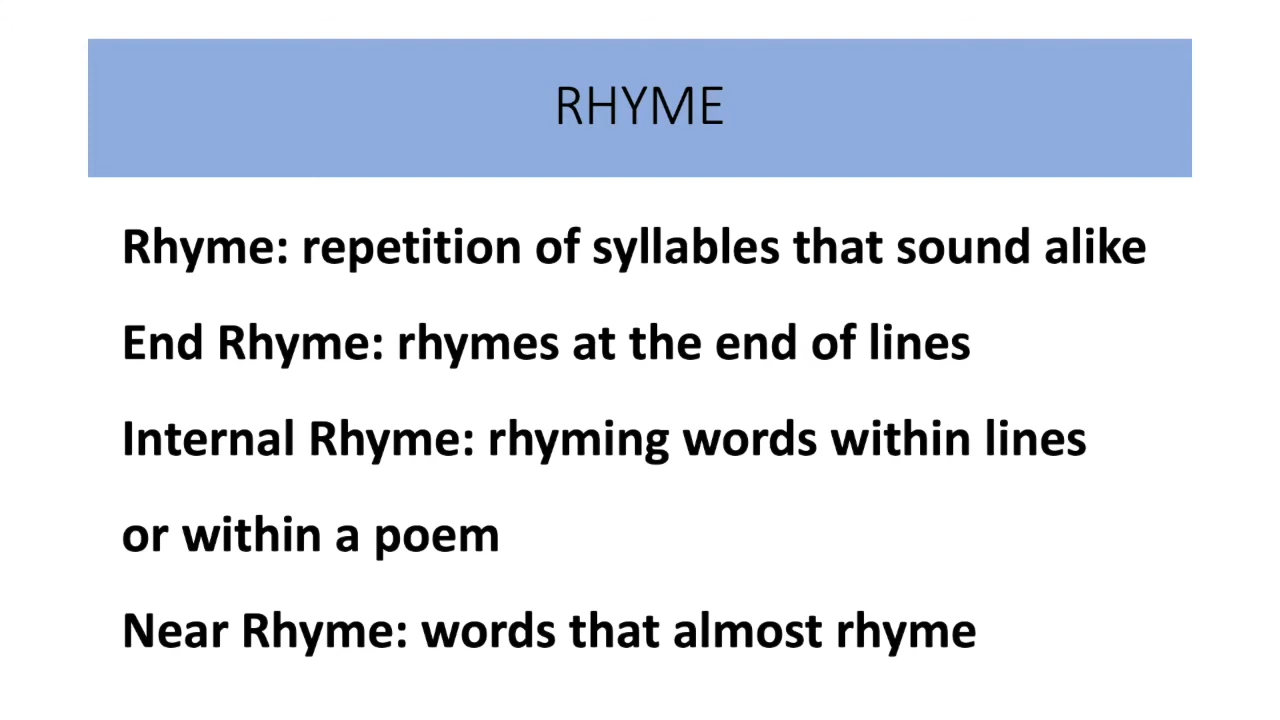 RHYME
Rhyme: repetition of syllables that sound alike
End Rhyme: rhymes at the end of lines
Internal Rhyme: rhyming words within lines
or within a poem
Near Rhyme: words that almost rhyme